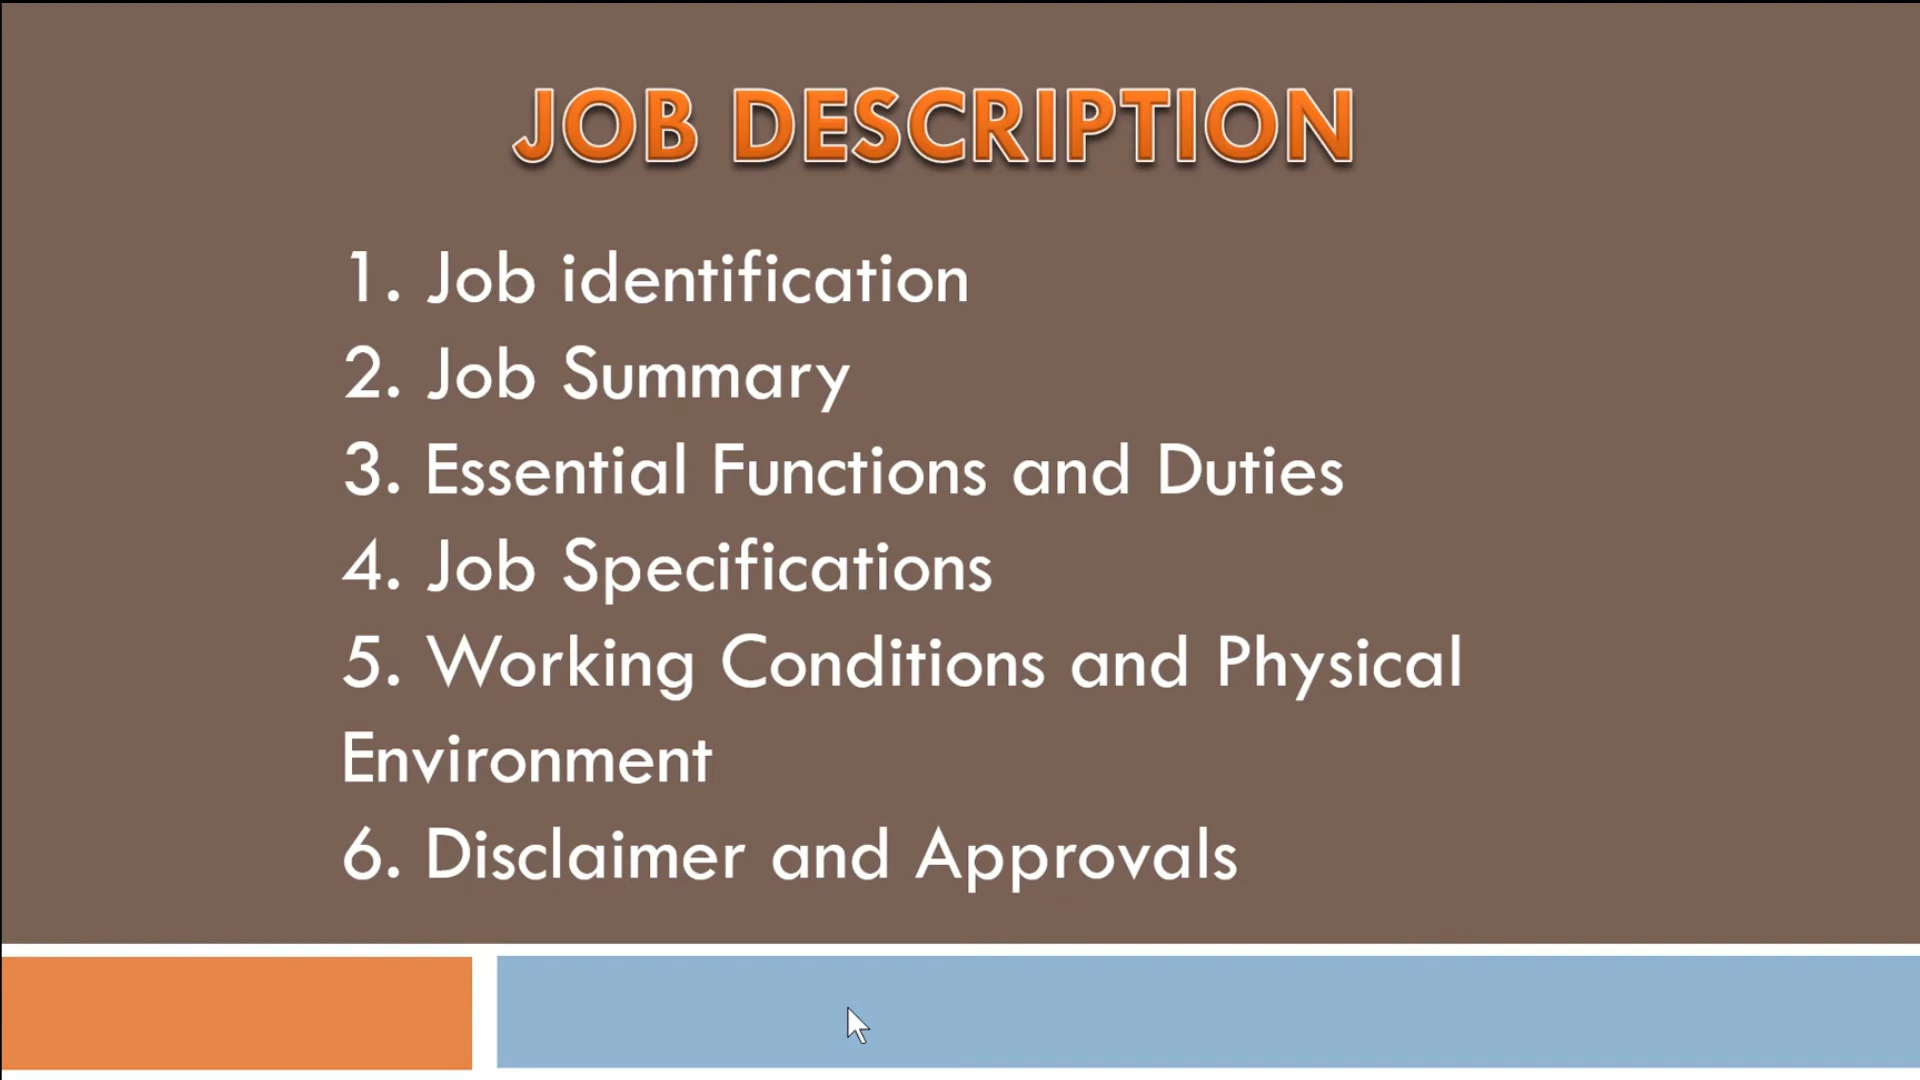 JOB DESCRIPTION
1. Job identification
2. Job Summary
3. Essential Functions and Duties
4. Job Specifications
5. Working Conditions and Physical
Environment
6. Disclaimer and Approvals